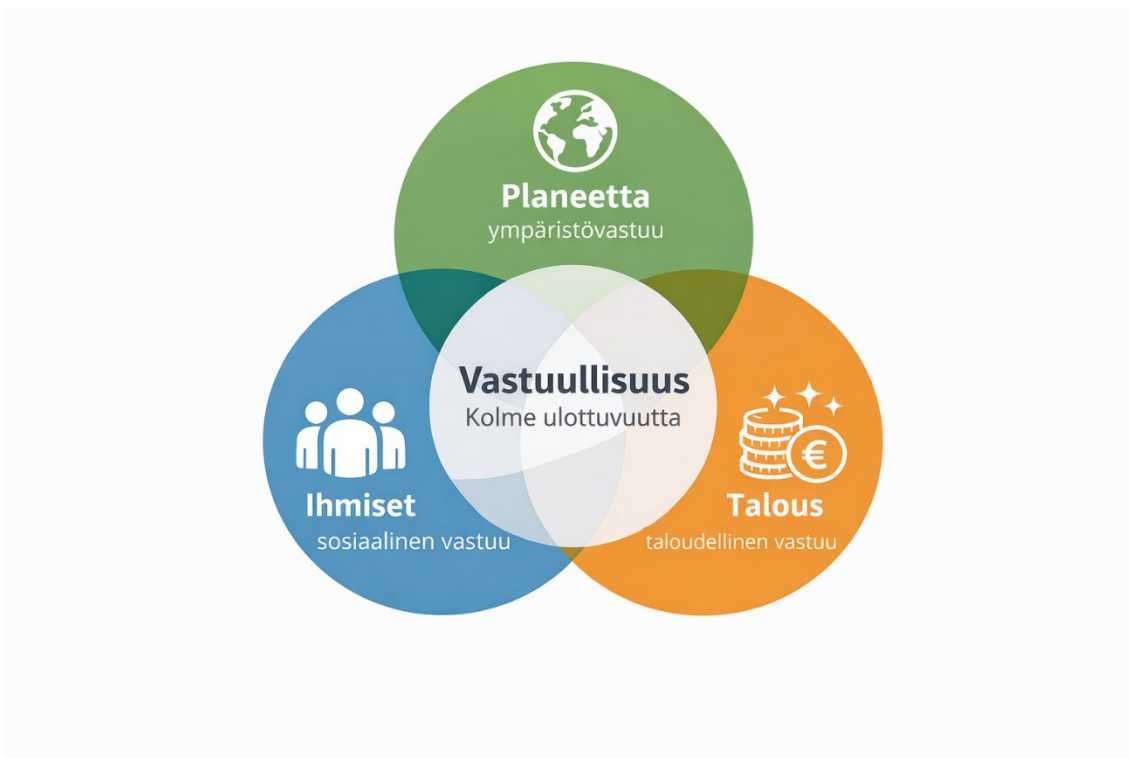 Planeetta
ympäristövastuu
Vastuullisuus
Kolme ulottuvuutta
Ihmiset
sosiaalinen vastuu
€
Talous
taloudellinen vastuu